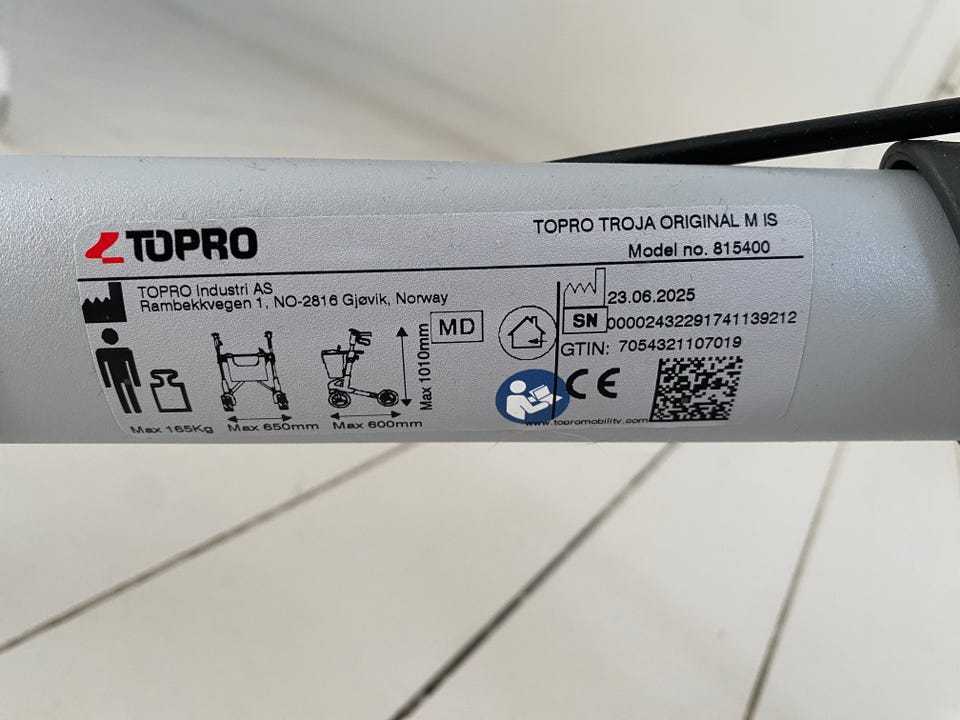 TOPRO
TOPRO TROJA ORIGINAL M IS
Model no. 815400
TOPRO Industri AS
Rambekkvegen 1, NO-2816 Gjøvik, Norway
MD
23.06.2025
SN 00002432291741139212
GTIN: 7054321107019
CE
Max 165Kg
Max 650mm
Max 600mm
Max 1010mm
www.topromobility.com